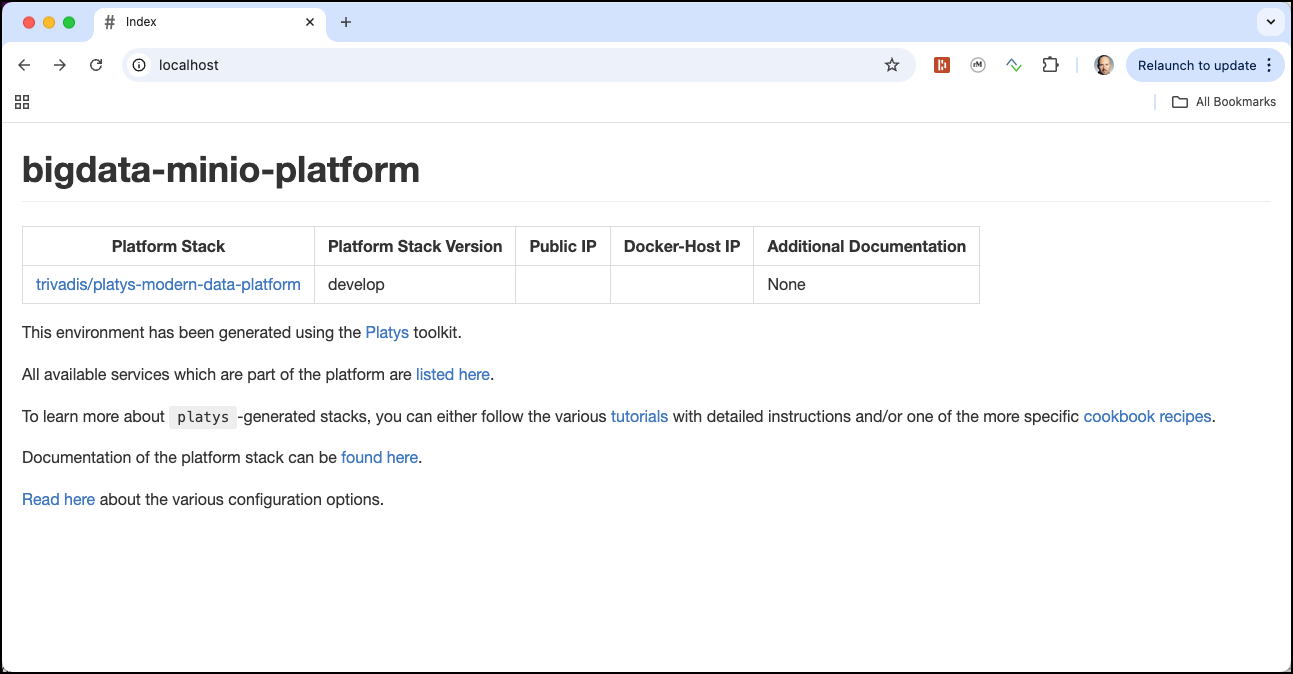 Index
localhost
Relaunch to update
All Bookmarks
bigdata-minio-platform
Platform Stack Platform Stack Version Public IP Docker-Host IP Additional Documentation
trivadis/platys-modern-data-platform develop None
This environment has been generated using the Platys toolkit.
All available services which are part of the platform are listed here.
To learn more about platys -generated stacks, you can either follow the various tutorials with detailed instructions and/or one of the more specific cookbook recipes.
Documentation of the platform stack can be found here.
Read here about the various configuration options.